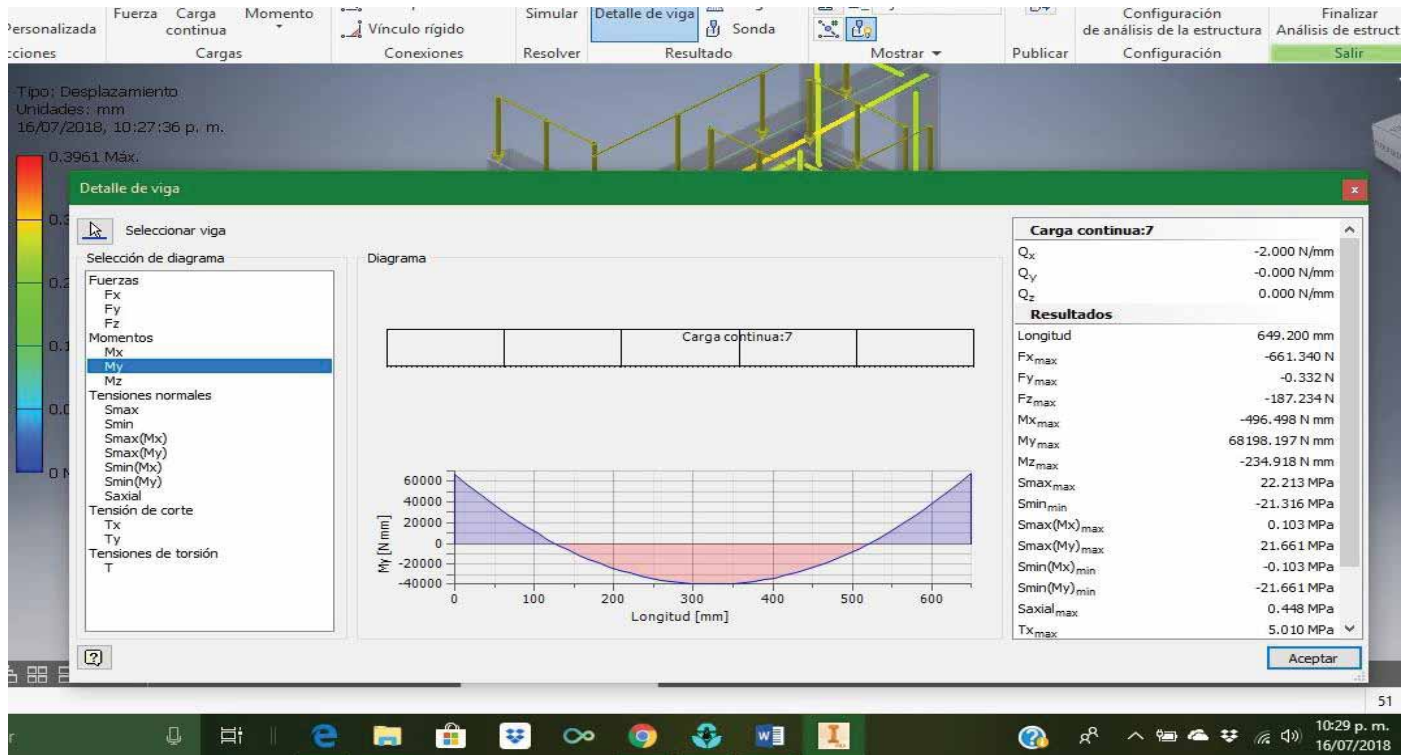 Fuerza Carga Momento Simular Detalle de viga
Personalizada continua Vínculo rígido Sonda Configuración Finalizar
de análisis de la estructura Análisis de estruct
cciones Cargas Conexiones Resolver Resultado Mostrar Publicar Configuración Salir
Tipo: Desplazamiento
Unidades: mm
16/07/2018, 10:27:36 p. m.
0.3961 Máx.
Detalle de viga
x
Seleccionar viga
Selección de diagrama
Fuerzas
Fx
Fy
Fz
Momentos
Mx
My
Mz
Tensiones normales
Smax
Smin
Smax(Mx)
Smax(My)
Smin(Mx)
Smin(My)
Saxial
Tensión de corte
Tx
Ty
Tensiones de torsión
T
Diagrama
Carga continua:7
60000
40000
20000
0
-20000
-40000
My [N mm]
0 100 200 300 400 500 600
Longitud [mm]
Carga continua:7
Qx -2.000 N/mm
Qy -0.000 N/mm
Qz 0.000 N/mm
Resultados
Longitud 649.200 mm
Fxmax -661.340 N
Fymax -0.332 N
Fzmax -187.234 N
Mxmax -496.498 N mm
Mymax 68198.197 N mm
Mzmax -234.918 N mm
Smaxmax 22.213 MPa
Sminmin -21.316 MPa
Smax(Mx)max 0.103 MPa
Smax(My)max 21.661 MPa
Smin(Mx)min -0.103 MPa
Smin(My)min -21.661 MPa
Saxialmax 0.448 MPa
Txmax 5.010 MPa
Aceptar
51
10:29 p. m.
16/07/2018